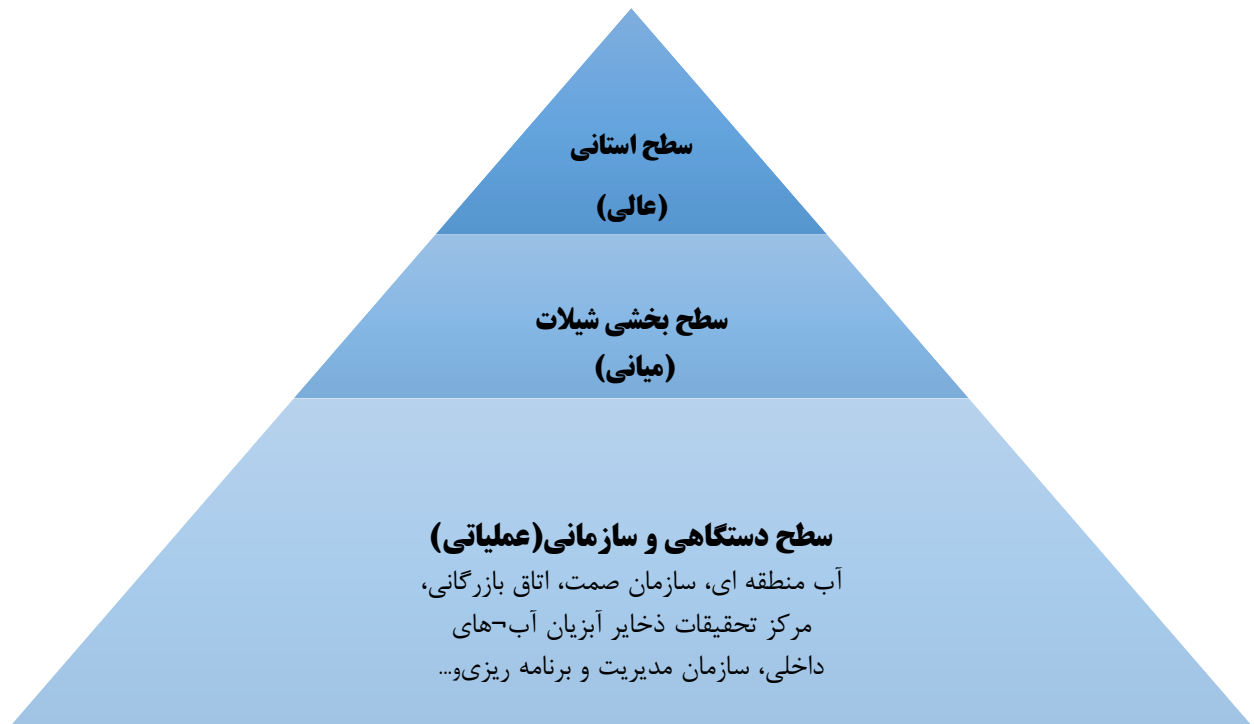 سطح استانی
(عالی)
سطح بخشی شیلات
(میانی)
سطح دستگاهی و سازمانی(عملیاتی)
آب منطقه ای، سازمان صمت، اتاق بازرگانی،
مرکز تحقیقات ذخایر آبزیان آب¬های
داخلی، سازمان مدیریت و برنامه ریزیو...